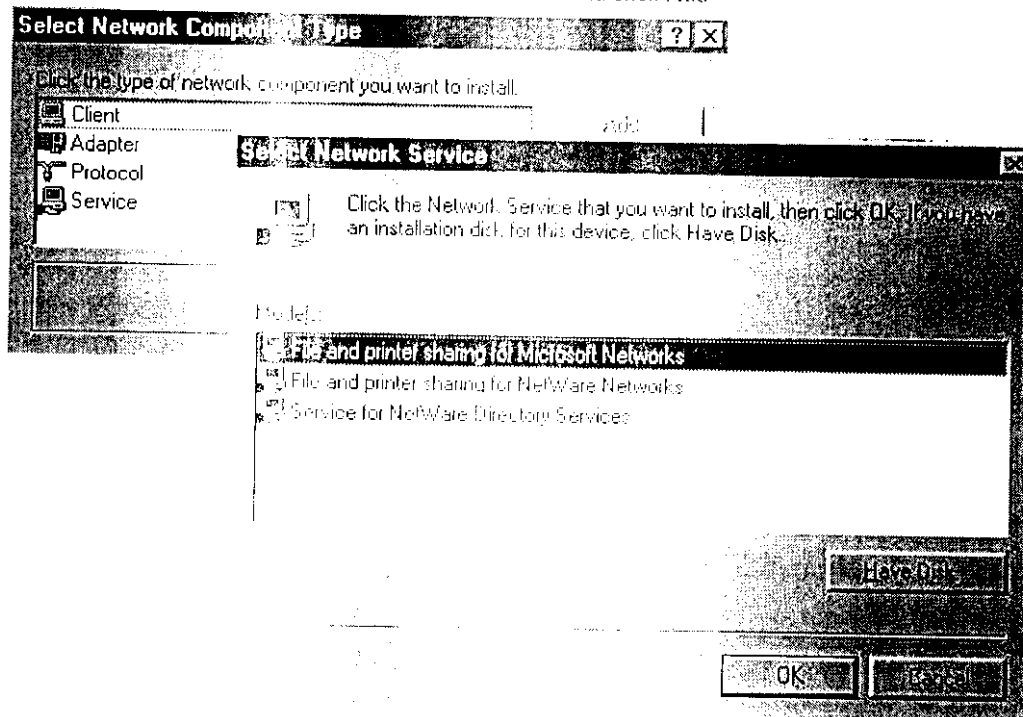 Select Network Component Type
Click the type of network component you want to install.
Client
Add
Adapter
Protocol
Service
Select Network Service
Click the Network Service that you want to install, then click OK. If you have
an installation disk for this device, click Have Disk.
Models:
File and printer sharing for Microsoft Networks
File and printer sharing for NetWare Networks
Service for NetWare Directory Services
Have Disk...
OK
Cancel